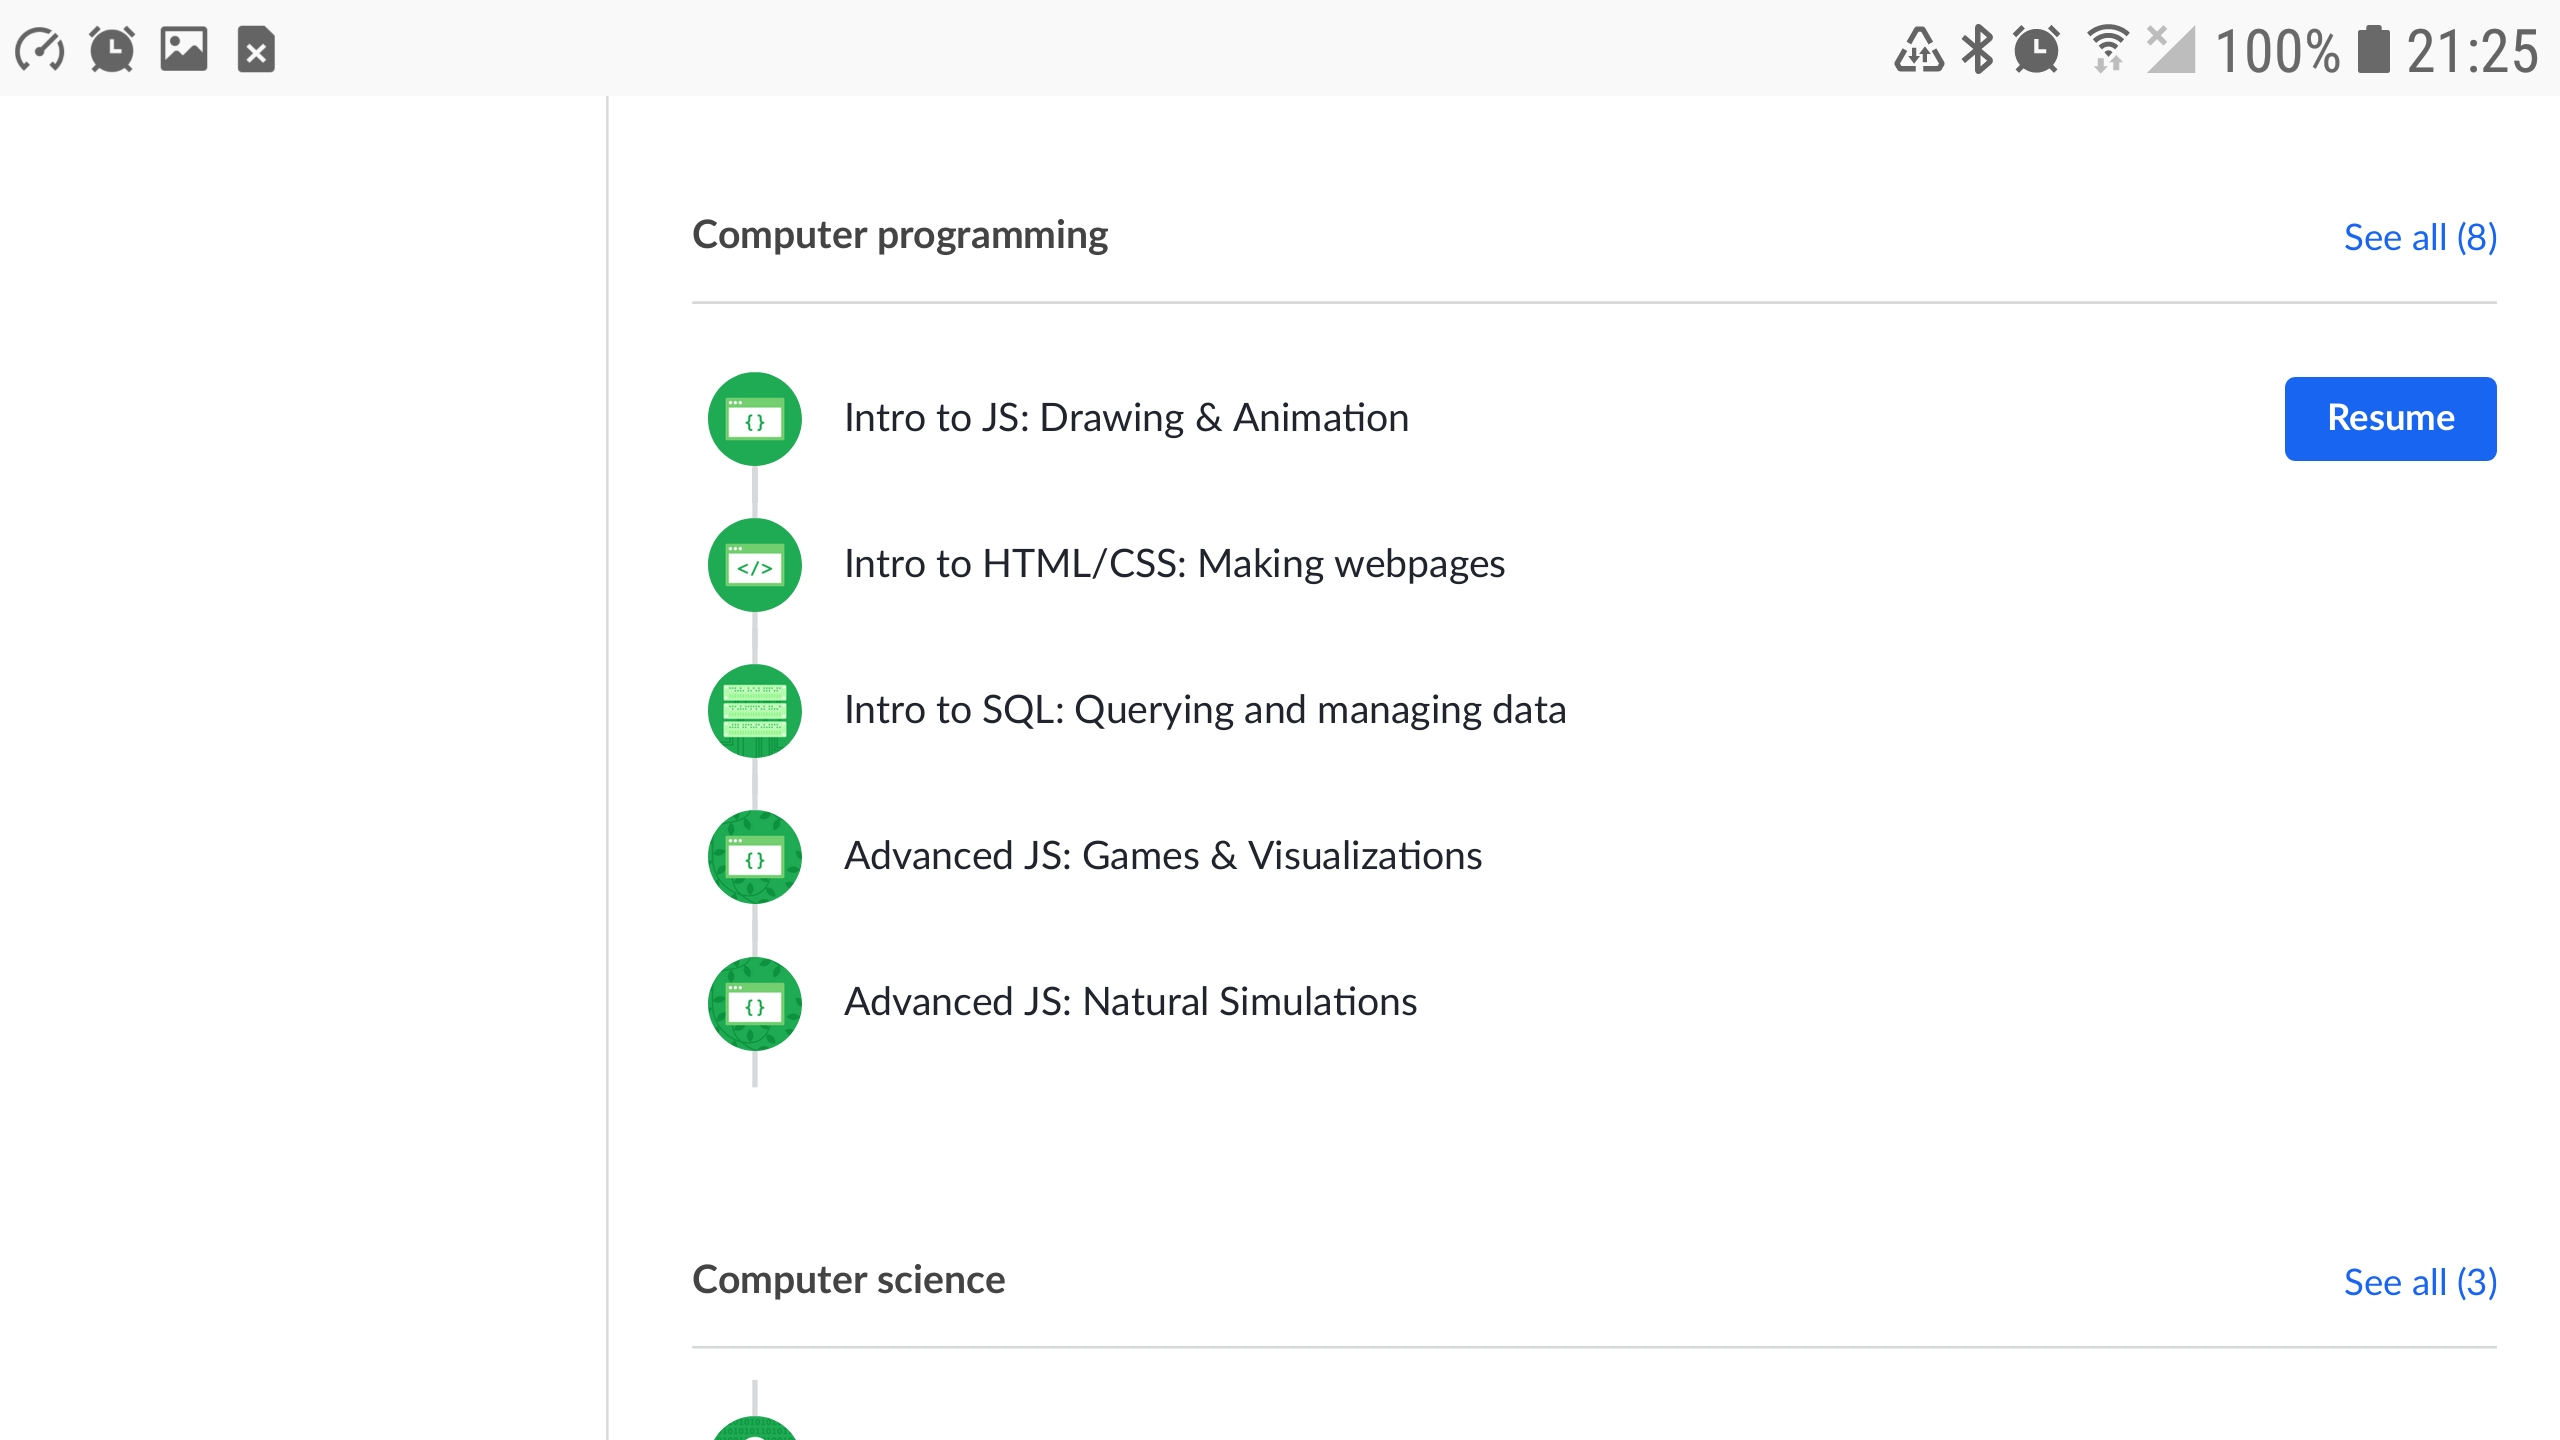 100% 21:25
Computer programming
See all (8)
{} Intro to JS: Drawing & Animation
Resume
</> Intro to HTML/CSS: Making webpages
Intro to SQL: Querying and managing data
{} Advanced JS: Games & Visualizations
{} Advanced JS: Natural Simulations
Computer science
See all (3)